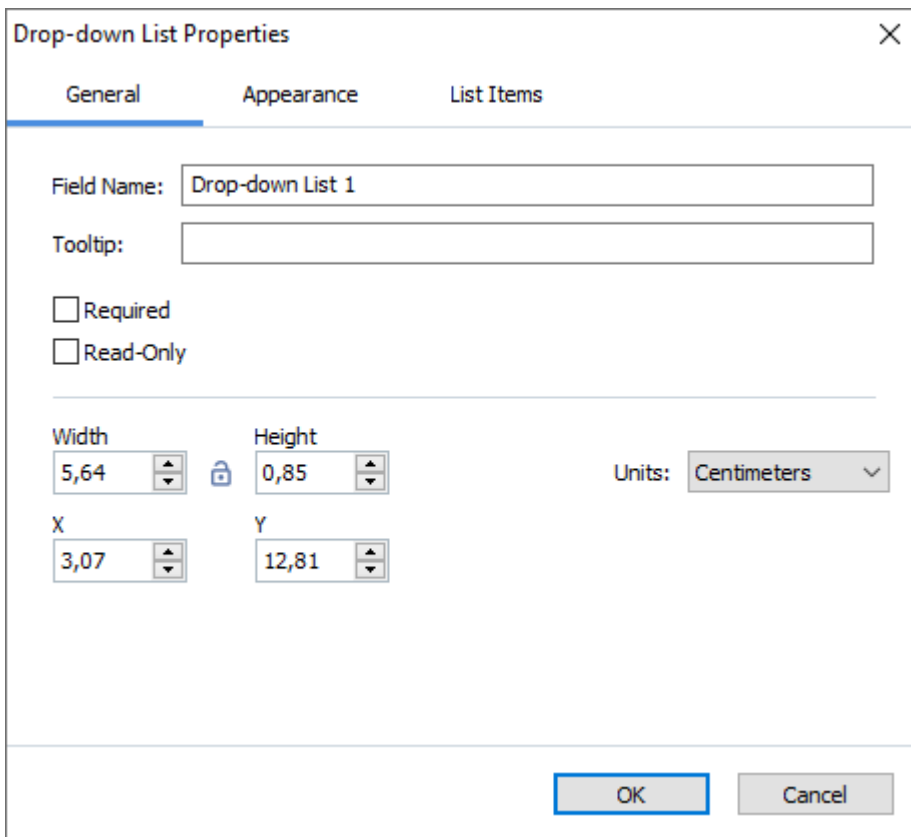 Drop-down List Properties
General Appearance List Items
Field Name: Drop-down List 1
Tooltip:
Required
Read-Only
Width Height
5,64 0,85 Units: Centimeters
X Y
3,07 12,81
OK Cancel